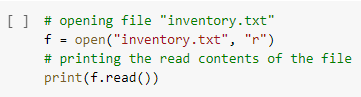 [ ] # opening file "inventory.txt"
f = open("inventory.txt", "r")
# printing the read contents of the file
print(f.read())